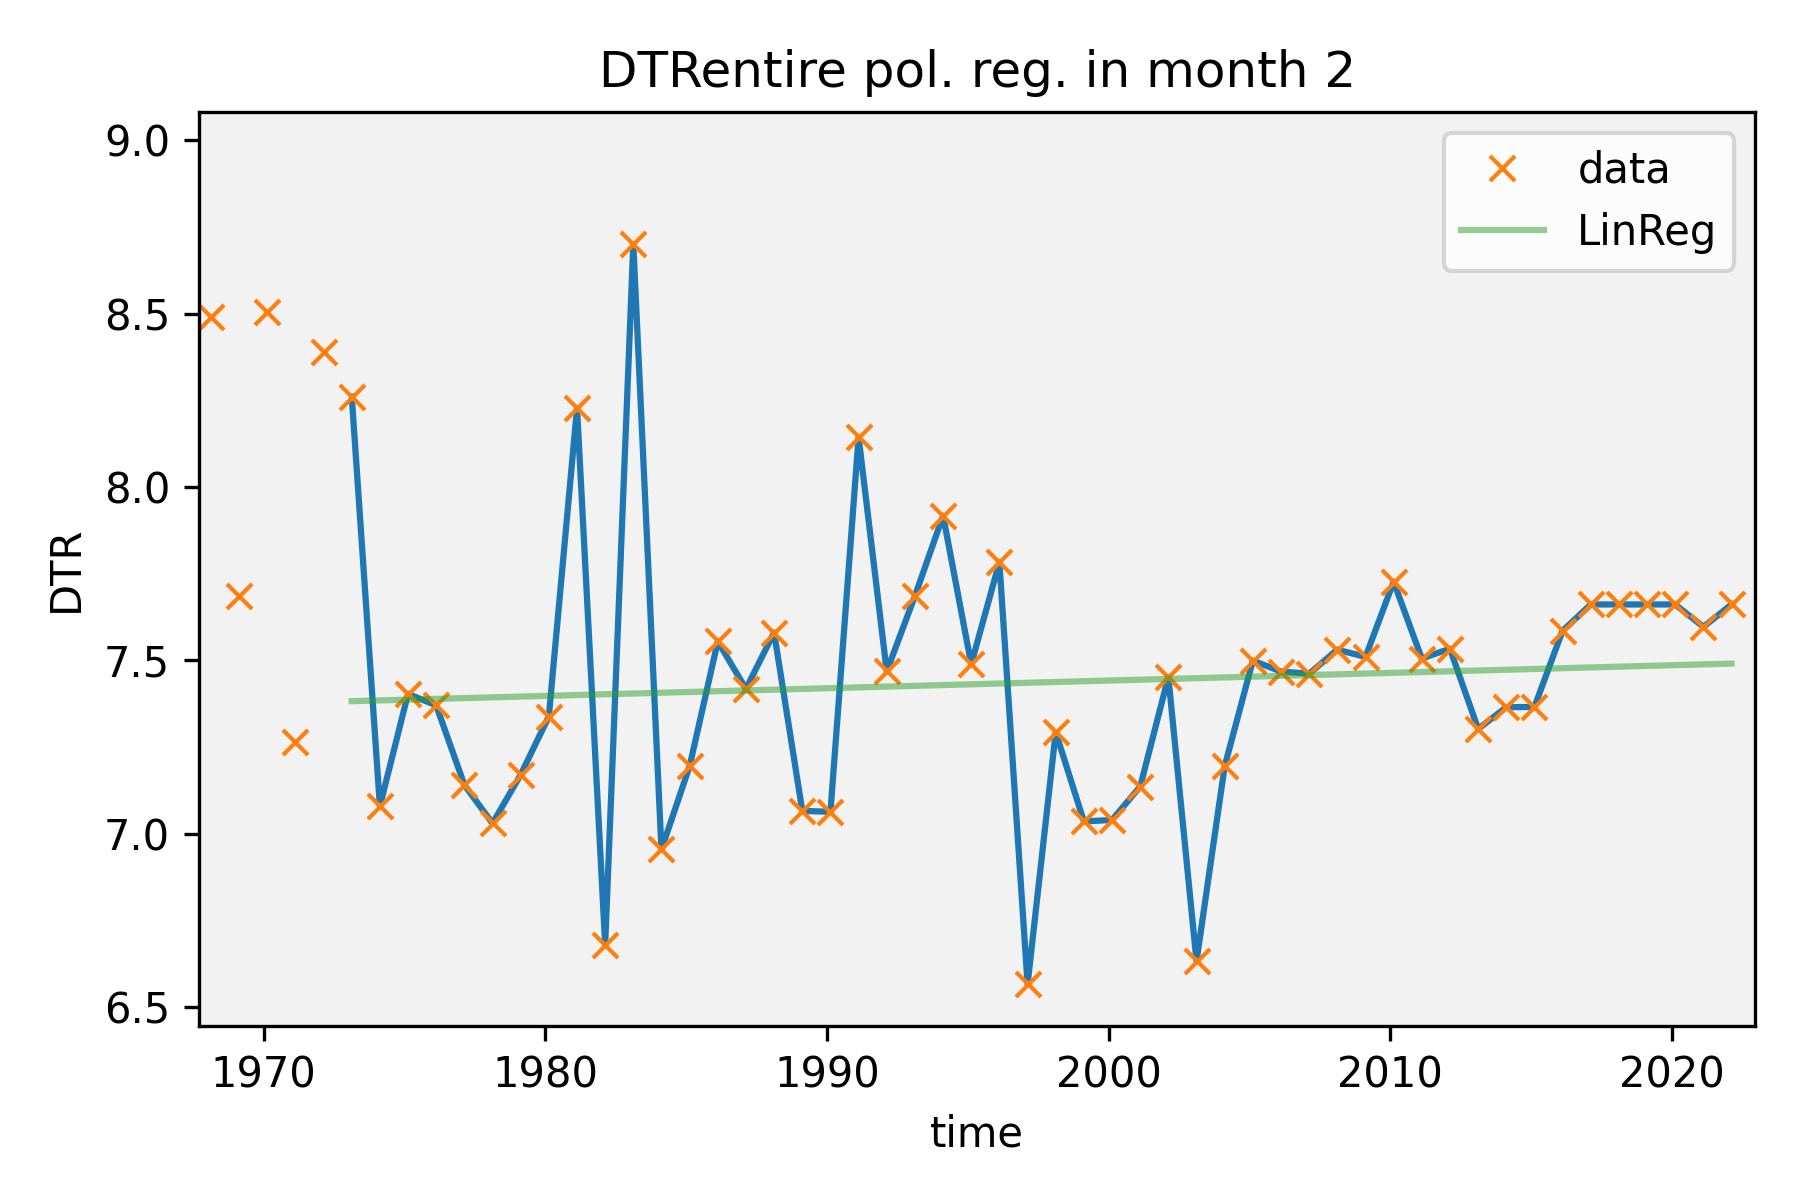 DTRentire pol. reg. in month 2
9.0
8.5
8.0
7.5
7.0
6.5
DTR
data
LinReg
1970 1980 1990 2000 2010 2020
time